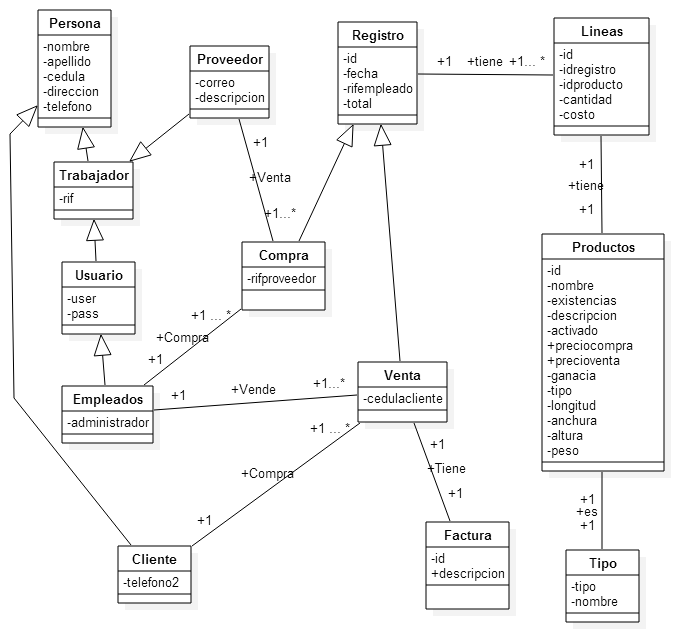 Persona
-nombre
-apellido
-cedula
-direccion
-telefono
Proveedor
-correo
-descripcion
Registro
-id
-fecha
-rifempleado
-total
+1 +tiene +1... *
Lineas
-id
-idregistro
-idproducto
-cantidad
-costo
Trabajador
-rif
+1
+Venta
+1...*
+1
+tiene
+1
Usuario
-user
-pass
Compra
-rifproveedor
Productos
-id
-nombre
-existencias
-descripcion
-activado
+preciocompra
+precioventa
-ganacia
-tipo
-longitud
-anchura
-altura
-peso
+1 ... *
+Compra
+1
Empleados
-administrador
+1 +Vende +1...*
Venta
-cedulacliente
+1 ... *
+Compra
+1
+1
+Tiene
+1
Cliente
-telefono2
Factura
-id
+descripcion
+1
+es
+1
Tipo
-tipo
-nombre